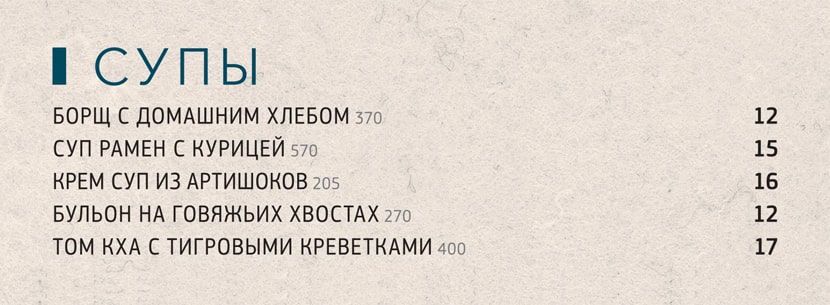 СУПЫ
БОРЩ С ДОМАШНИМ ХЛЕБОМ 370 12
СУП РАМЕН С КУРИЦЕЙ 570 15
КРЕМ СУП ИЗ АРТИШОКОВ 205 16
БУЛЬОН НА ГОВЯЖЬИХ ХВОСТАХ 270 12
ТОМ КХА С ТИГРОВЫМИ КРЕВЕТКАМИ 400 17